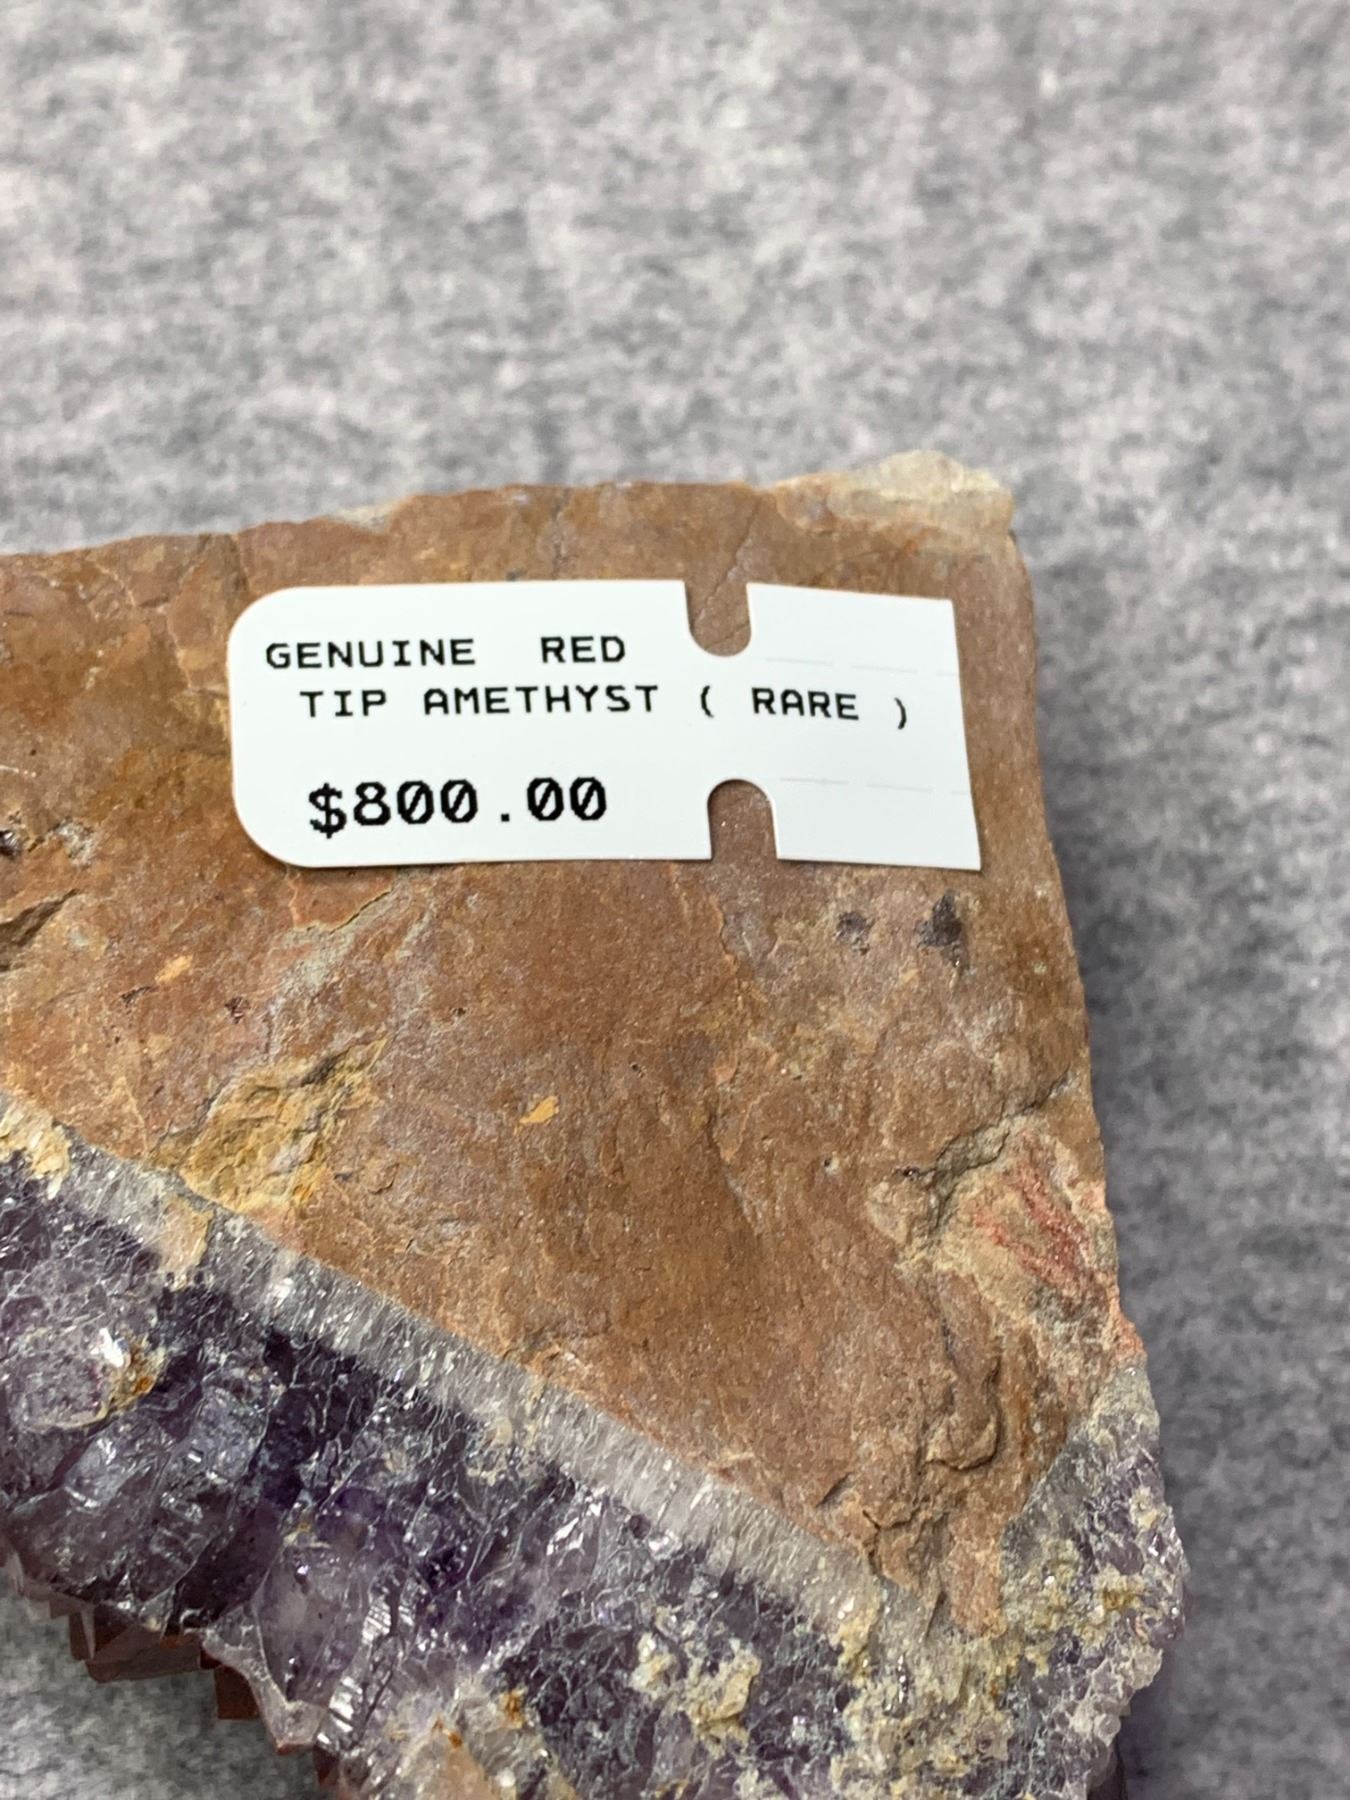 GENUINE RED
TIP AMETHYST ( RARE )
$800.00